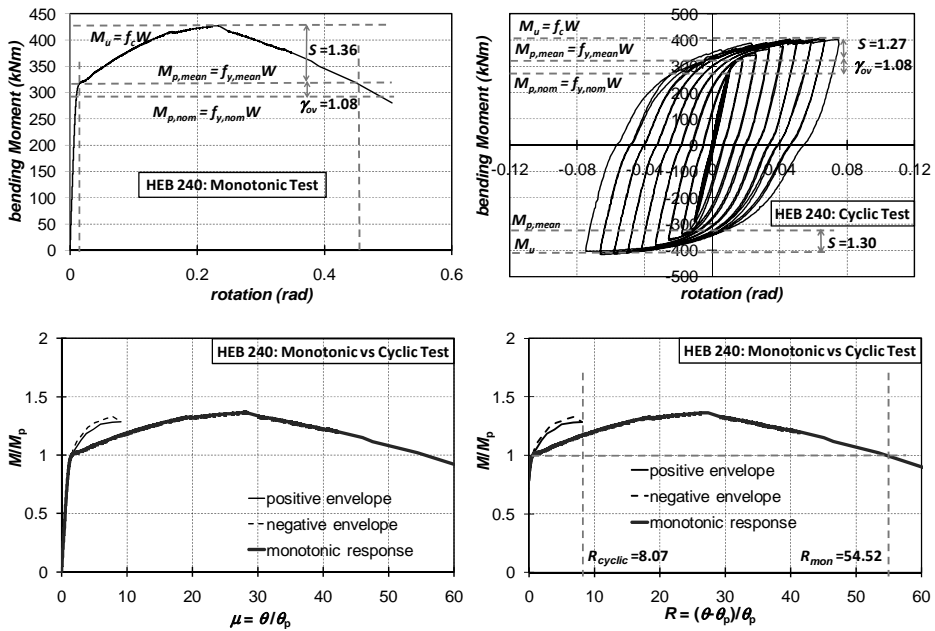 bending Moment (kNm)
450
400
350
300
250
200
150
100
50
0
M_u = f_c W
S =1.36
M_p,mean = f_y,mean W
M_p,nom = f_y,nom W
γ_ov =1.08
HEB 240: Monotonic Test
0
0.2
0.4
0.6
rotation (rad)
bending Moment (kNm)
500
400
300
200
100
0
-100
-200
-300
-400
-500
M_u = f_c W
M_p,mean = f_y,mean W
M_p,nom = f_y,nom W
S =1.27
γ_ov =1.08
-0.12
-0.08
-0.04
0
0.04
0.08
0.12
HEB 240: Cyclic Test
M_p,mean
M_u
S =1.30
rotation (rad)
M/M_p
2
1.5
1
0.5
0
HEB 240: Monotonic vs Cyclic Test
positive envelope
negative envelope
monotonic response
0
10
20
30
40
50
60
μ = θ/θ_p
M/M_p
2
1.5
1
0.5
0
HEB 240: Monotonic vs Cyclic Test
positive envelope
negative envelope
monotonic response
R_cyclic =8.07
R_mon =54.52
0
10
20
30
40
50
60
R = (θ-θ_p)/θ_p